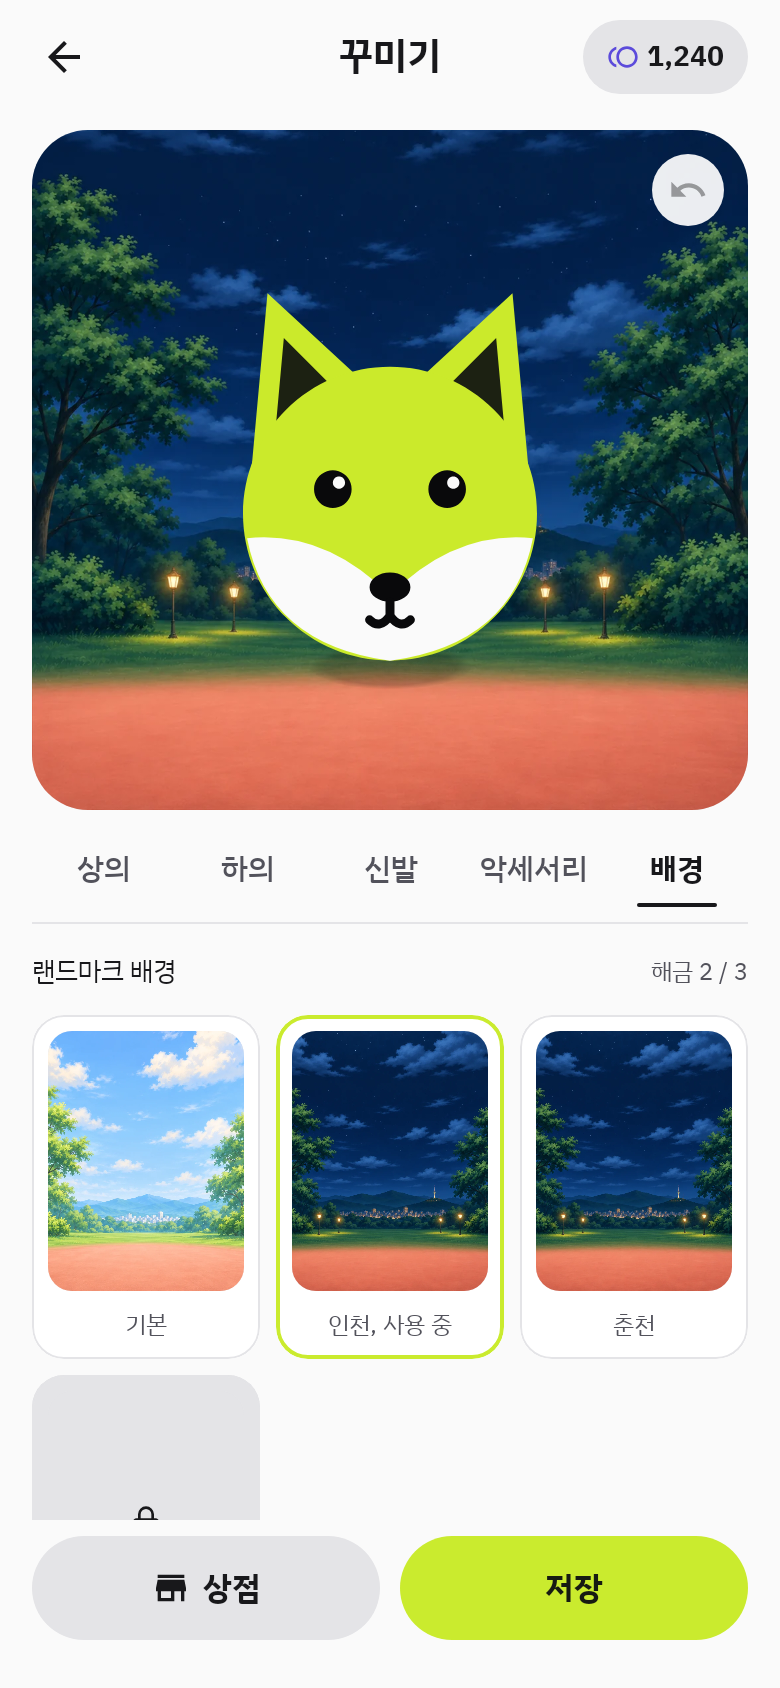 꾸미기
1,240
상의 하의 신발 악세서리 배경
랜드마크 배경
해금 2 / 3
기본
인천, 사용 중
춘천
상점
저장